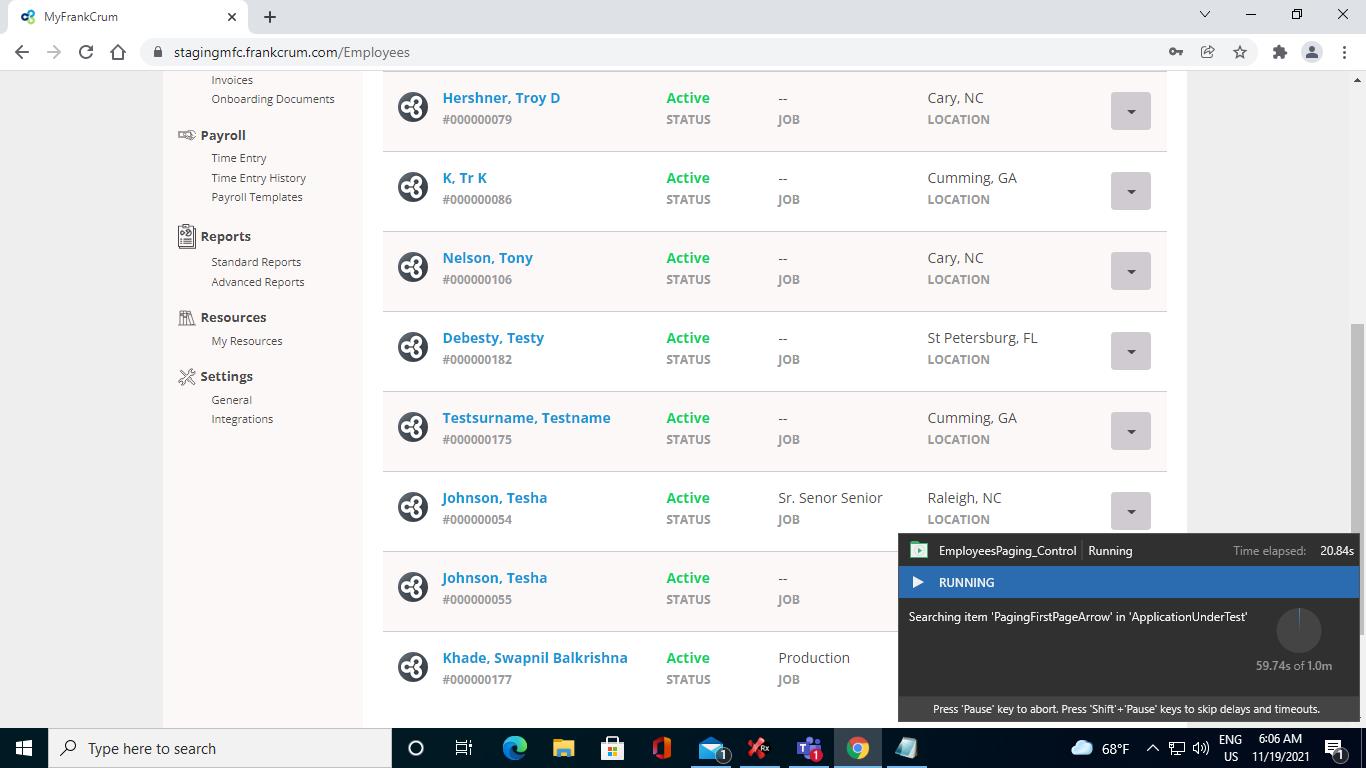 MyFrankCrum
stagingmfc.frankcrum.com/Employees
Invoices
Onboarding Documents
Payroll
Time Entry
Time Entry History
Payroll Templates
Reports
Standard Reports
Advanced Reports
Resources
My Resources
Settings
General
Integrations
Hershner, Troy D Active -- Cary, NC
#000000079 STATUS JOB LOCATION
K, Tr K Active -- Cumming, GA
#000000086 STATUS JOB LOCATION
Nelson, Tony Active -- Cary, NC
#000000106 STATUS JOB LOCATION
Debesty, Testy Active -- St Petersburg, FL
#000000182 STATUS JOB LOCATION
Testsurname, Testname Active -- Cumming, GA
#000000175 STATUS JOB LOCATION
Johnson, Tesha Active Sr. Senor Senior Raleigh, NC
#000000054 STATUS JOB LOCATION
Johnson, Tesha Active --
#000000055 STATUS JOB
Khade, Swapnil Balkrishna Active Production
#000000177 STATUS JOB
EmployeesPaging_Control Running Time elapsed: 20.84s
RUNNING
Searching item 'PagingFirstPageArrow' in 'ApplicationUnderTest'
59.74s of 1.0m
Press 'Pause' key to abort. Press 'Shift'+'Pause' keys to skip delays and timeouts.
Type here to search
1
Rx
1
68°F
ENG
US
6:06 AM
11/19/2021
1